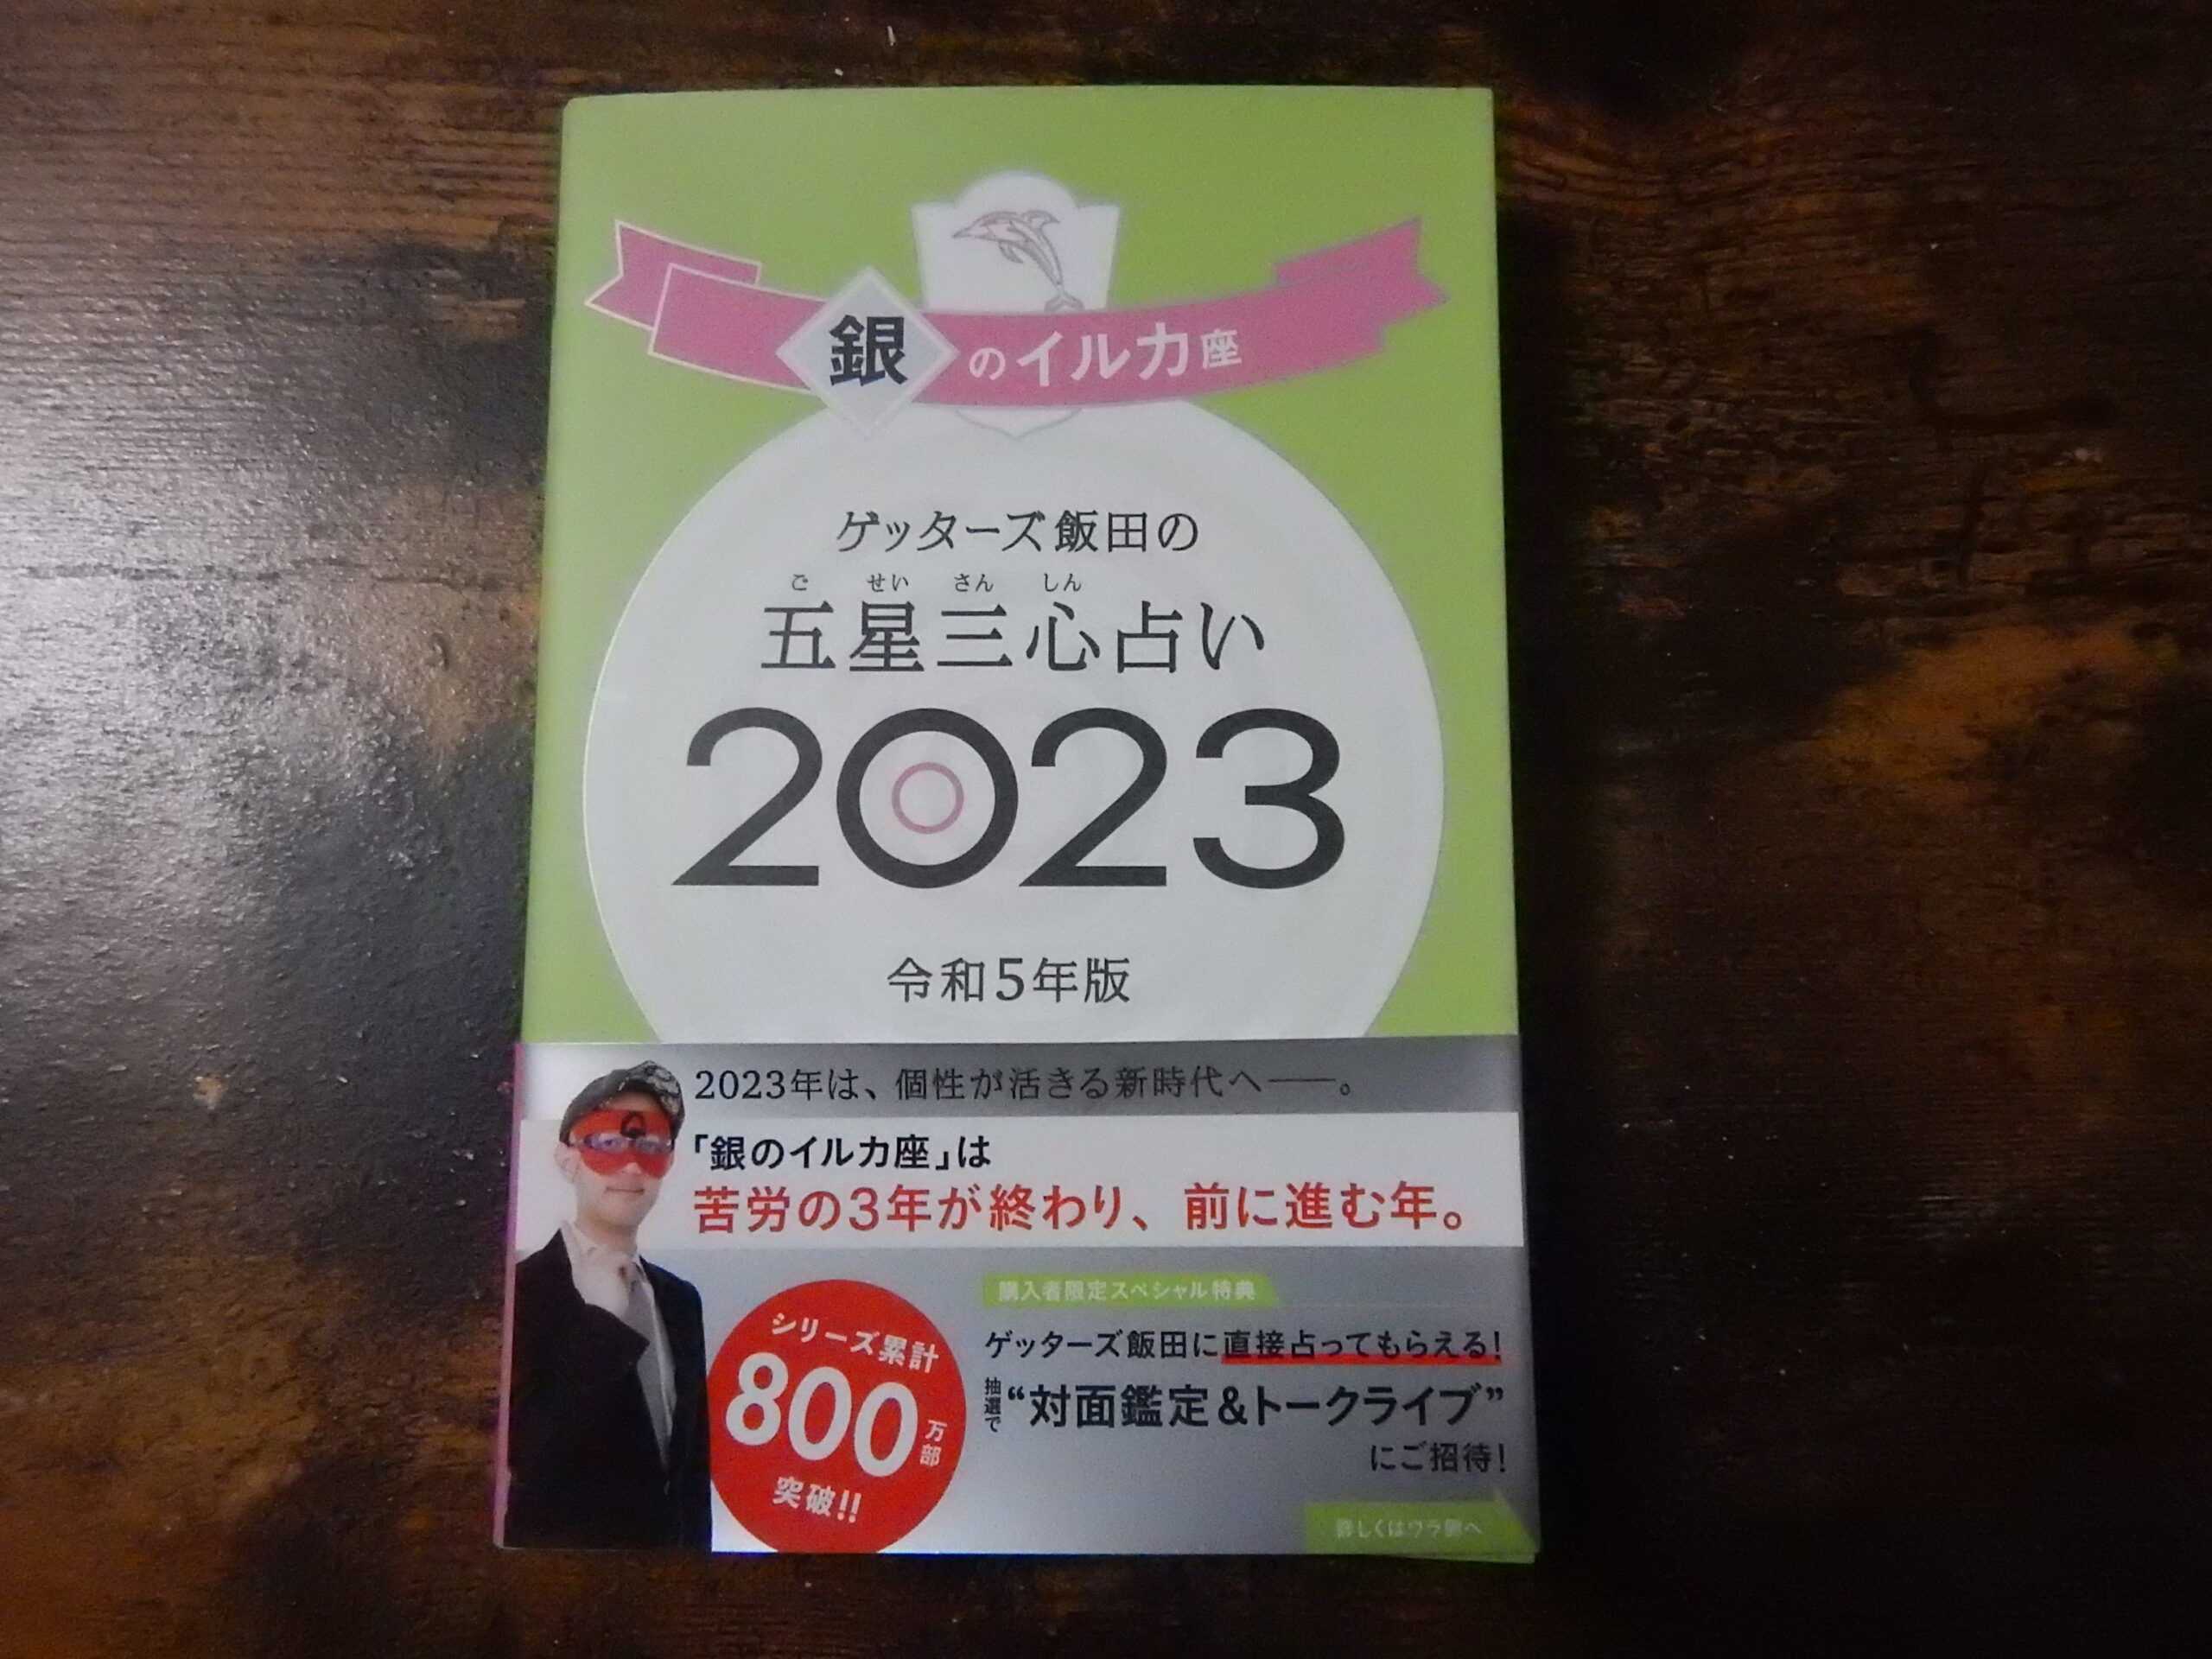 銀のイルカ座
ゲッターズ飯田の
ご せい さん しん
五星三心占い
2023
令和5年版
2023年は、個性が活きる新時代へ──。
「銀のイルカ座」は
苦労の3年が終わり、前に進む年。
シリーズ累計
800万部
突破!!
購入者限定スペシャル特典
ゲッターズ飯田に直接占ってもらえる!
抽選で“対面鑑定&トークライブ”
にご招待!
詳しくはウラ側へ